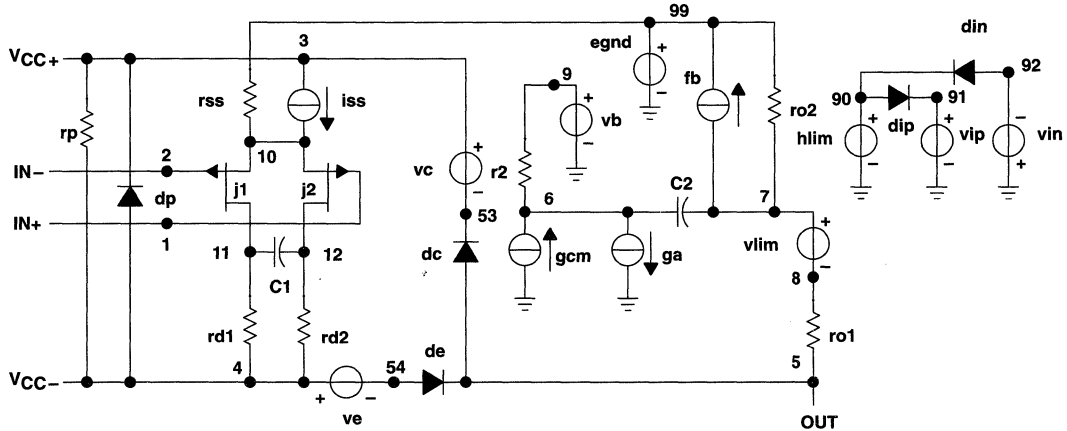 99
din
3
egnd
9
fb
92
VCC+
rss
iss
vb
ro2
90
91
rp
hlim
dip
vip
vin
10
2
IN−
j1
j2
vc
r2
C2
dp
6
7
IN+
53
1
vlim
11
12
dc
gcm
ga
8
C1
rd1
rd2
de
ro1
4
54
5
VCC−
ve
OUT
+
−
+
−
+
−
+
−
+
−
+
−
+
−
−
+